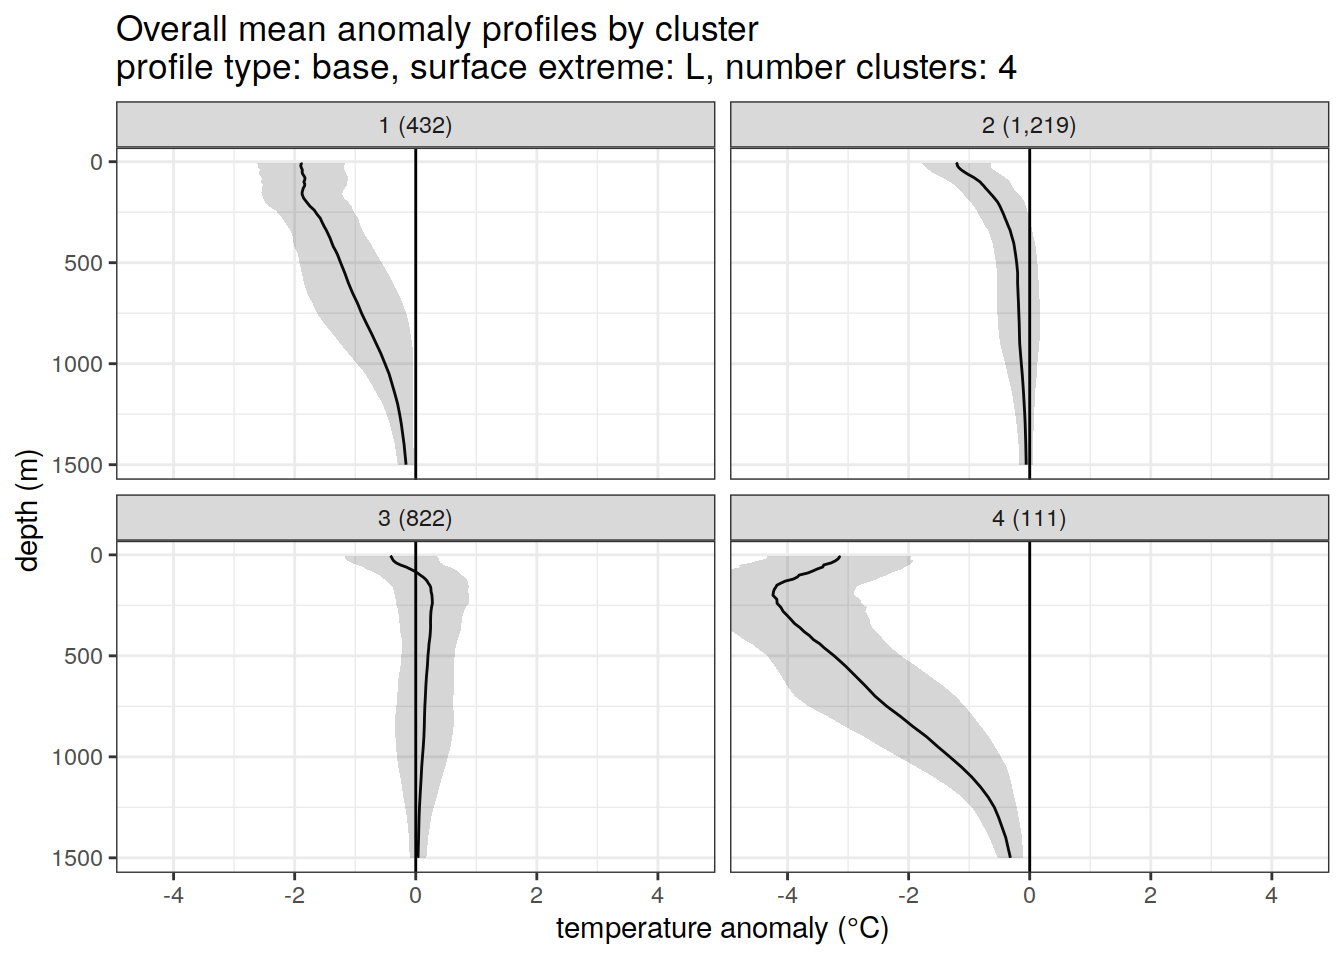 Overall mean anomaly profiles by cluster
profile type: base, surface extreme: L, number clusters: 4
1 (432)
2 (1,219)
0
500
1000
1500
3 (822)
4 (111)
0
500
1000
1500
-4 -2 0 2 4
-4 -2 0 2 4
depth (m)
temperature anomaly (°C)